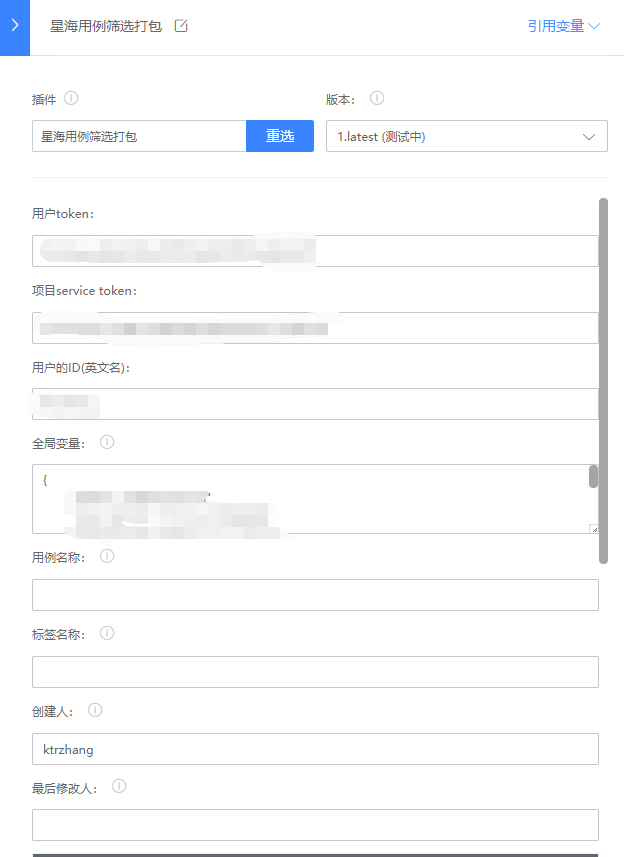 星海用例筛选打包
引用变量
插件
版本：
星海用例筛选打包
重选
1.latest (测试中)
用户token：
项目service token：
用户的ID(英文名)：
全局变量：
{
用例名称：
标签名称：
创建人：
ktrzhang
最后修改人：